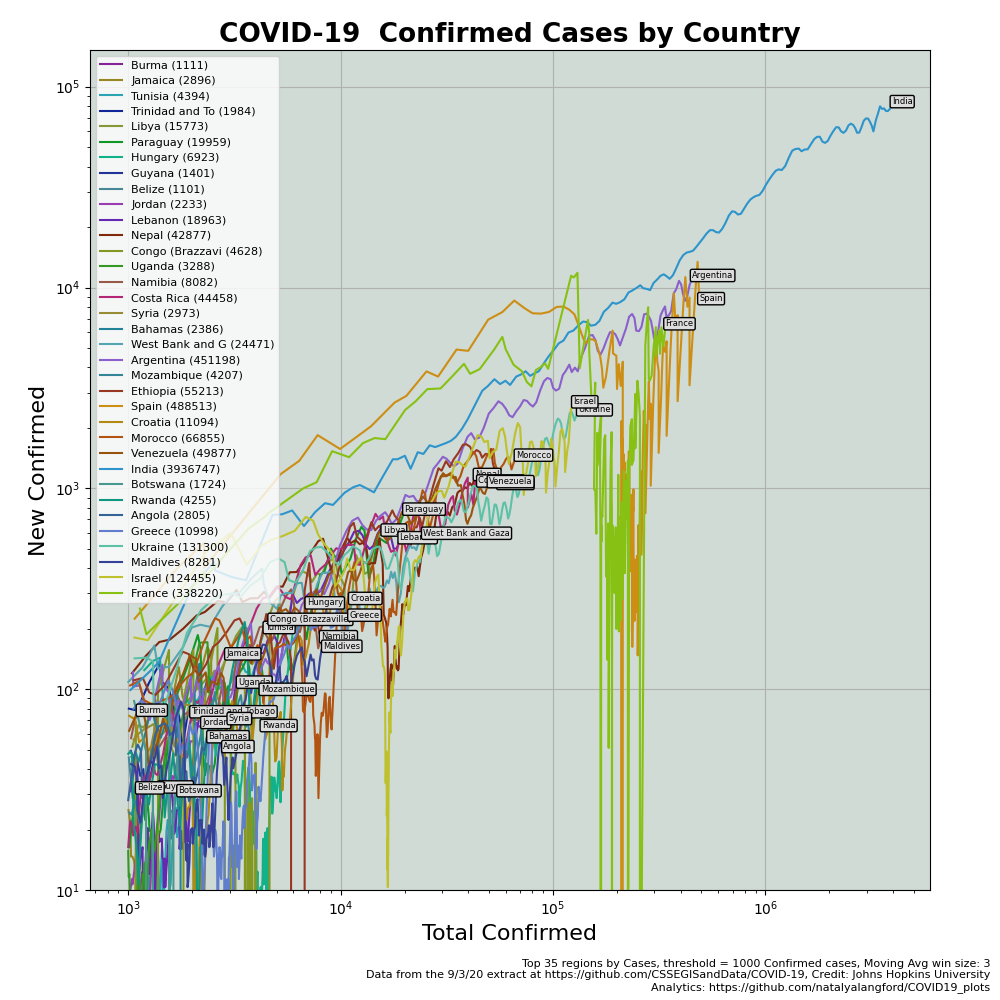 COVID-19  Confirmed Cases by Country
New Confirmed
10⁵
10⁴
10³
10²
10¹
Burma (1111)
Jamaica (2896)
Tunisia (4394)
Trinidad and To (1984)
Libya (15773)
Paraguay (19959)
Hungary (6923)
Guyana (1401)
Belize (1101)
Jordan (2233)
Lebanon (18963)
Nepal (42877)
Congo (Brazzavi (4628)
Uganda (3288)
Namibia (8082)
Costa Rica (44458)
Syria (2973)
Bahamas (2386)
West Bank and G (24471)
Argentina (451198)
Mozambique (4207)
Ethiopia (55213)
Spain (488513)
Croatia (11094)
Morocco (66855)
Venezuela (49877)
India (3936747)
Botswana (1724)
Rwanda (4255)
Angola (2805)
Greece (10998)
Ukraine (131300)
Maldives (8281)
Israel (124455)
France (338220)
India
Argentina
Spain
France
Israel
Ukraine
Morocco
Nepal
Venezuela
Paraguay
Libya
West Bank and Gaza
Croatia
Hungary
Greece
Congo (Brazzaville)
Tunisia
Namibia
Maldives
Jamaica
Uganda
Mozambique
Burma
Trinidad and Tobago
Jordan
Syria
Rwanda
Bahamas
Angola
Belize
Botswana
10³
10⁴
10⁵
10⁶
Total Confirmed
Top 35 regions by Cases, threshold = 1000 Confirmed cases, Moving Avg win size: 3
Data from the 9/3/20 extract at https://github.com/CSSEGISandData/COVID-19, Credit: Johns Hopkins University
Analytics: https://github.com/natalyalangford/COVID19_plots